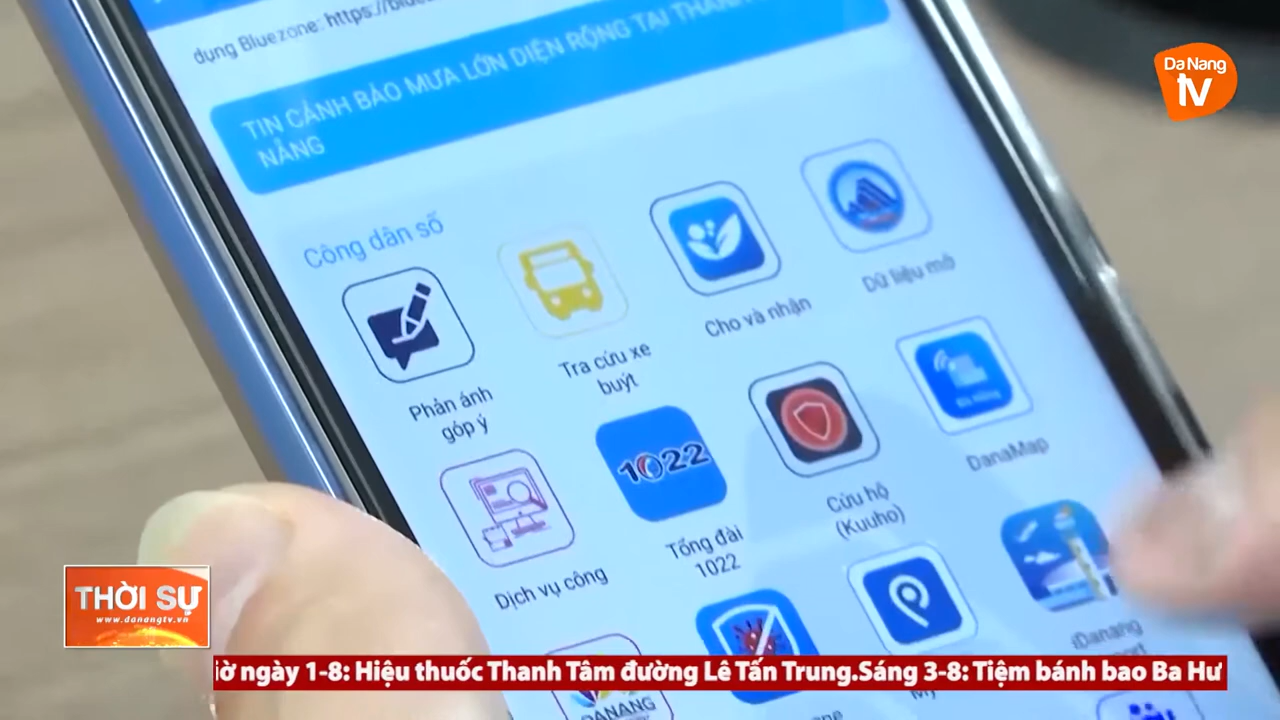 dụng Bluezone: https://blue
TIN CẢNH BÁO MƯA LỚN DIỆN RỘNG TẠI THÀNH
NẴNG
Da Nang
tv
Công dân số
Phản ánh
góp ý
Tra cứu xe
buýt
Cho và nhận
Dữ liệu mở
Dịch vụ công
1022
Tổng đài
1022
Cứu hộ
(Kuuho)
DanaMap
iDanang
DANANG
My
THỜI SỰ
www.danangtv.vn
iờ ngày 1-8: Hiệu thuốc Thanh Tâm đường Lê Tấn Trung.Sáng 3-8: Tiệm bánh bao Ba Hư